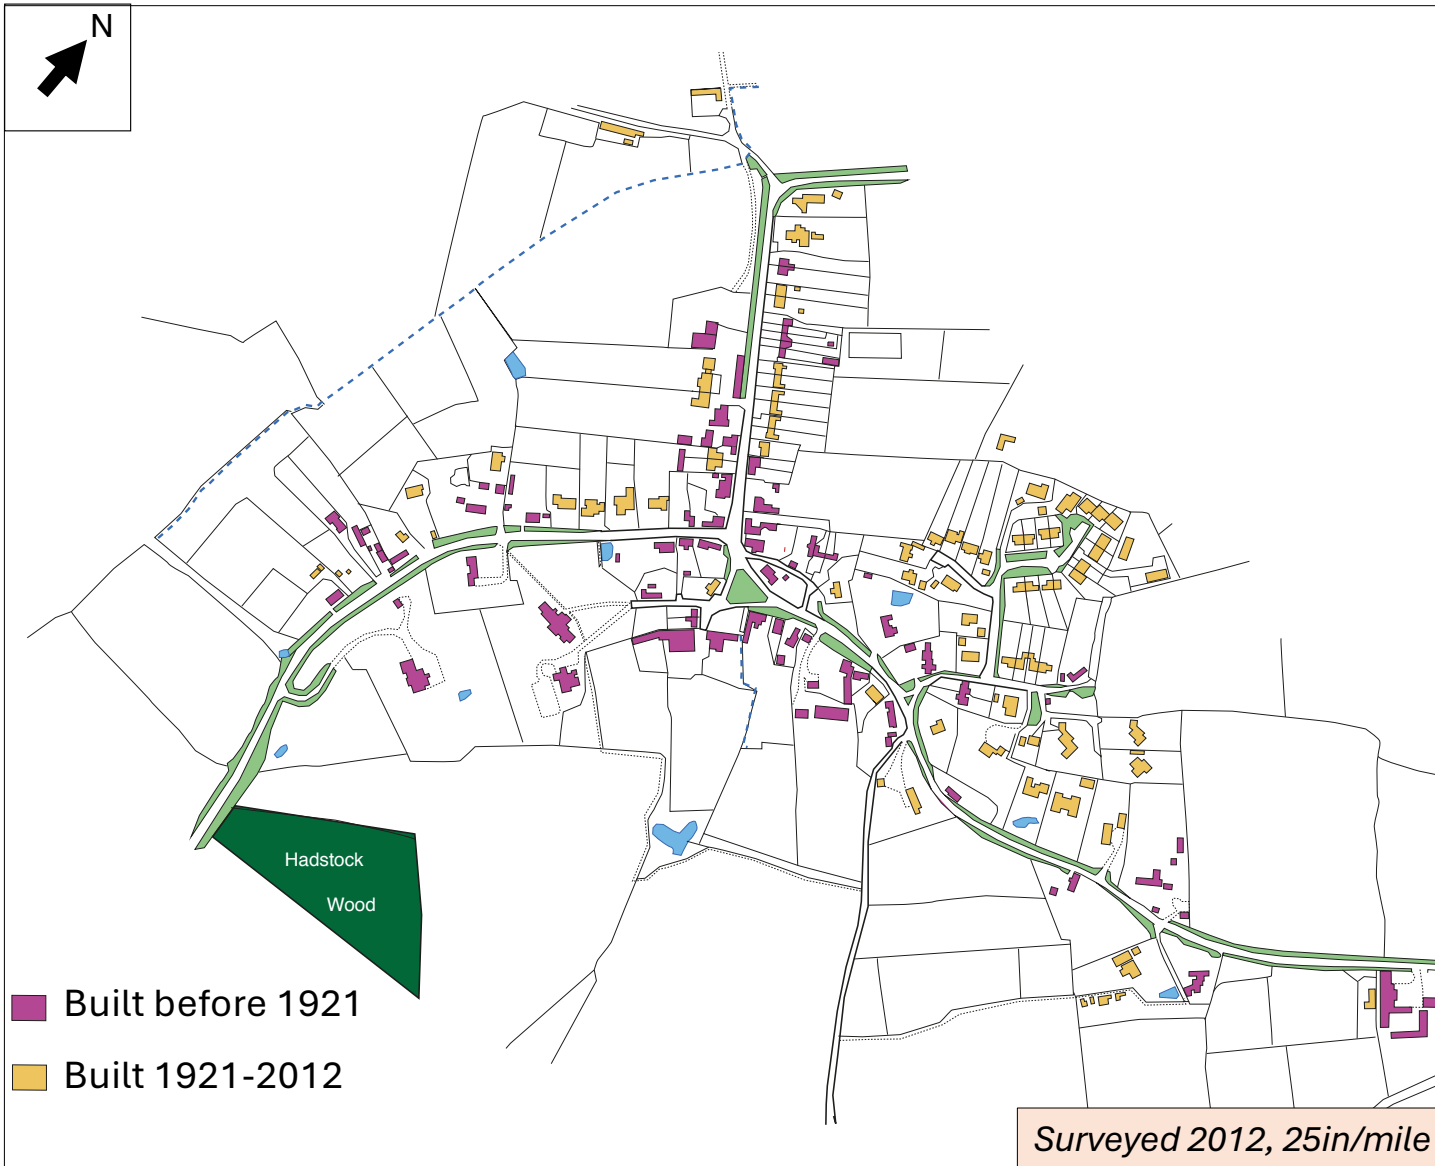 N
Hadstock
Wood
Built before 1921
Built 1921-2012
Surveyed 2012, 25in/mile